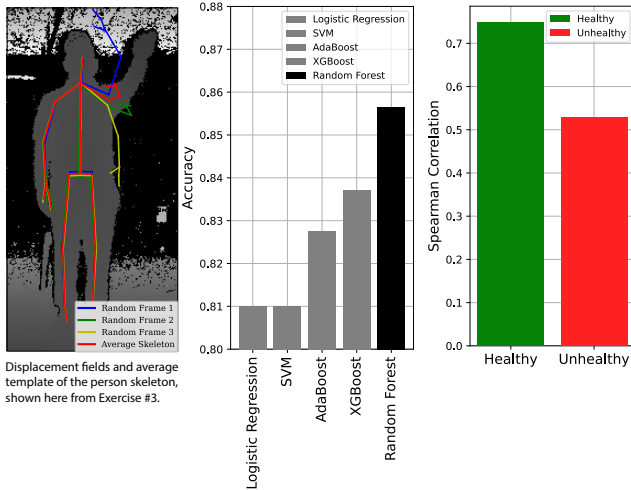 Random Frame 1
Random Frame 2
Random Frame 3
Average Skeleton
Displacement fields and average
template of the person skeleton,
shown here from Exercise #3.
Accuracy
0.88
0.87
0.86
0.85
0.84
0.83
0.82
0.81
0.80
Logistic Regression
SVM
AdaBoost
XGBoost
Random Forest
Logistic Regression
SVM
AdaBoost
XGBoost
Random Forest
Spearman Correlation
0.7
0.6
0.5
0.4
0.3
0.2
0.1
0.0
Healthy
Unhealthy
Healthy
Unhealthy